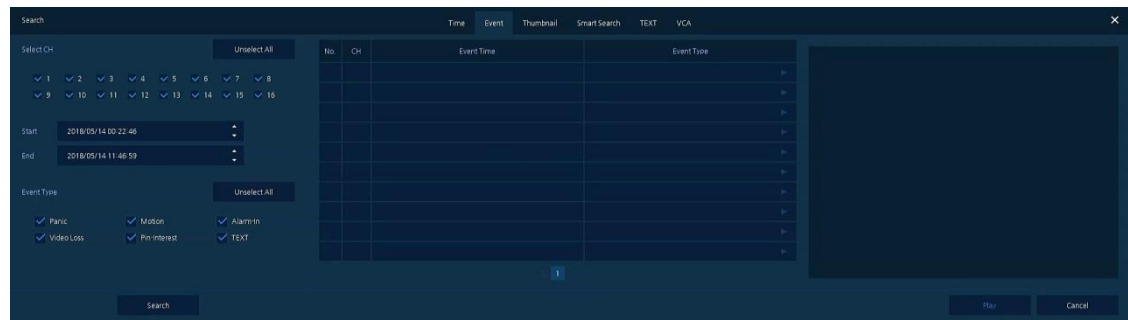 Search
Time Event Thumbnail Smart Search TEXT VCA
Select CH Unselect All
1 2 3 4 5 6 7 8
9 10 11 12 13 14 15 16
Start 2018/05/14 00:22:46
End 2018/05/14 11:46:59
Event Type Unselect All
Panic Motion Alarm-In
Video Loss Pin-Interest TEXT
Search
No. CH Event Time Event Type
1
Play Cancel